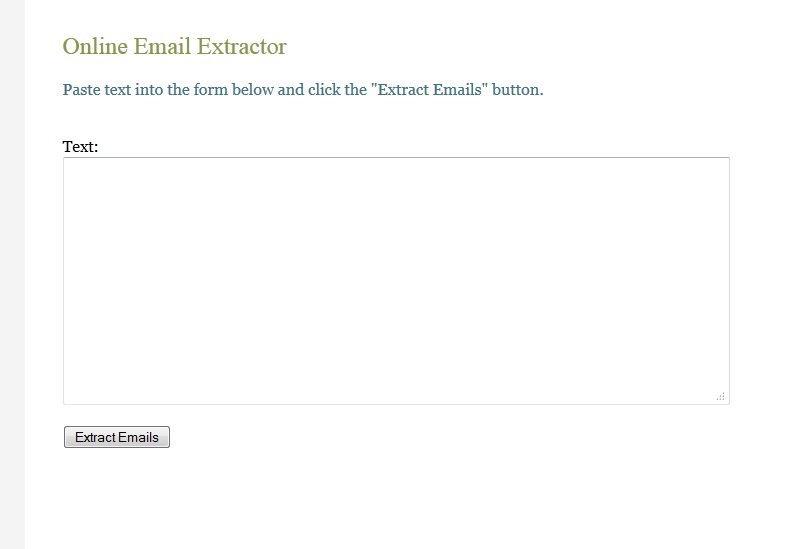 Online Email Extractor
Paste text into the form below and click the "Extract Emails" button.
Text:
Extract Emails